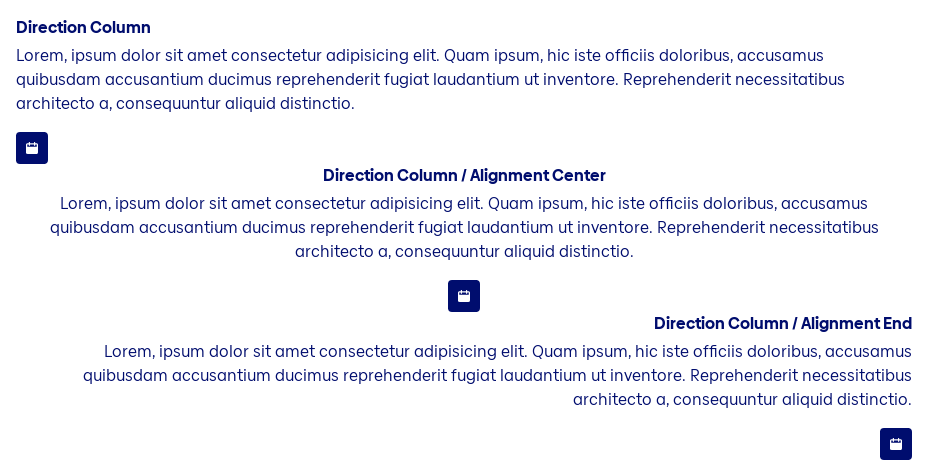 Direction Column
Lorem, ipsum dolor sit amet consectetur adipisicing elit. Quam ipsum, hic iste officiis doloribus, accusamus
quibusdam accusantium ducimus reprehenderit fugiat laudantium ut inventore. Reprehenderit necessitatibus
architecto a, consequuntur aliquid distinctio.
Direction Column / Alignment Center
Lorem, ipsum dolor sit amet consectetur adipisicing elit. Quam ipsum, hic iste officiis doloribus, accusamus
quibusdam accusantium ducimus reprehenderit fugiat laudantium ut inventore. Reprehenderit necessitatibus
architecto a, consequuntur aliquid distinctio.
Direction Column / Alignment End
Lorem, ipsum dolor sit amet consectetur adipisicing elit. Quam ipsum, hic iste officiis doloribus, accusamus
quibusdam accusantium ducimus reprehenderit fugiat laudantium ut inventore. Reprehenderit necessitatibus
architecto a, consequuntur aliquid distinctio.